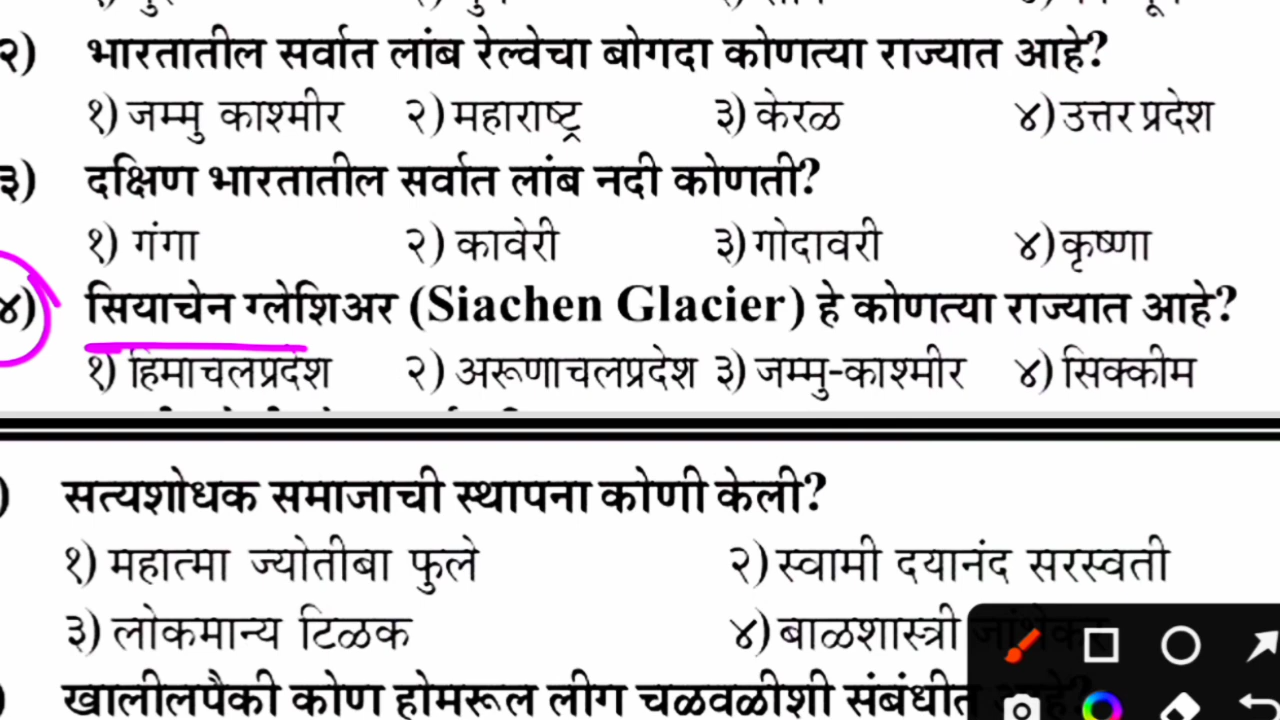 २) भारतातील सर्वात लांब रेल्वेचा बोगदा कोणत्या राज्यात आहे?
१) जम्मु काश्मीर २) महाराष्ट्र ३) केरळ ४) उत्तर प्रदेश
३) दक्षिण भारतातील सर्वात लांब नदी कोणती?
१) गंगा २) कावेरी ३) गोदावरी ४) कृष्णा
४) सियाचेन ग्लेशिअर (Siachen Glacier) हे कोणत्या राज्यात आहे?
१) हिमाचलप्रदेश २) अरूणाचलप्रदेश ३) जम्मु-काश्मीर ४) सिक्कीम
) सत्यशोधक समाजाची स्थापना कोणी केली?
१) महात्मा ज्योतीबा फुले २) स्वामी दयानंद सरस्वती
३) लोकमान्य टिळक ४) बाळशास्त्री जांभेकर
खालीलपैकी कोण होमरूल लीग चळवळीशी संबंधीत आहे?